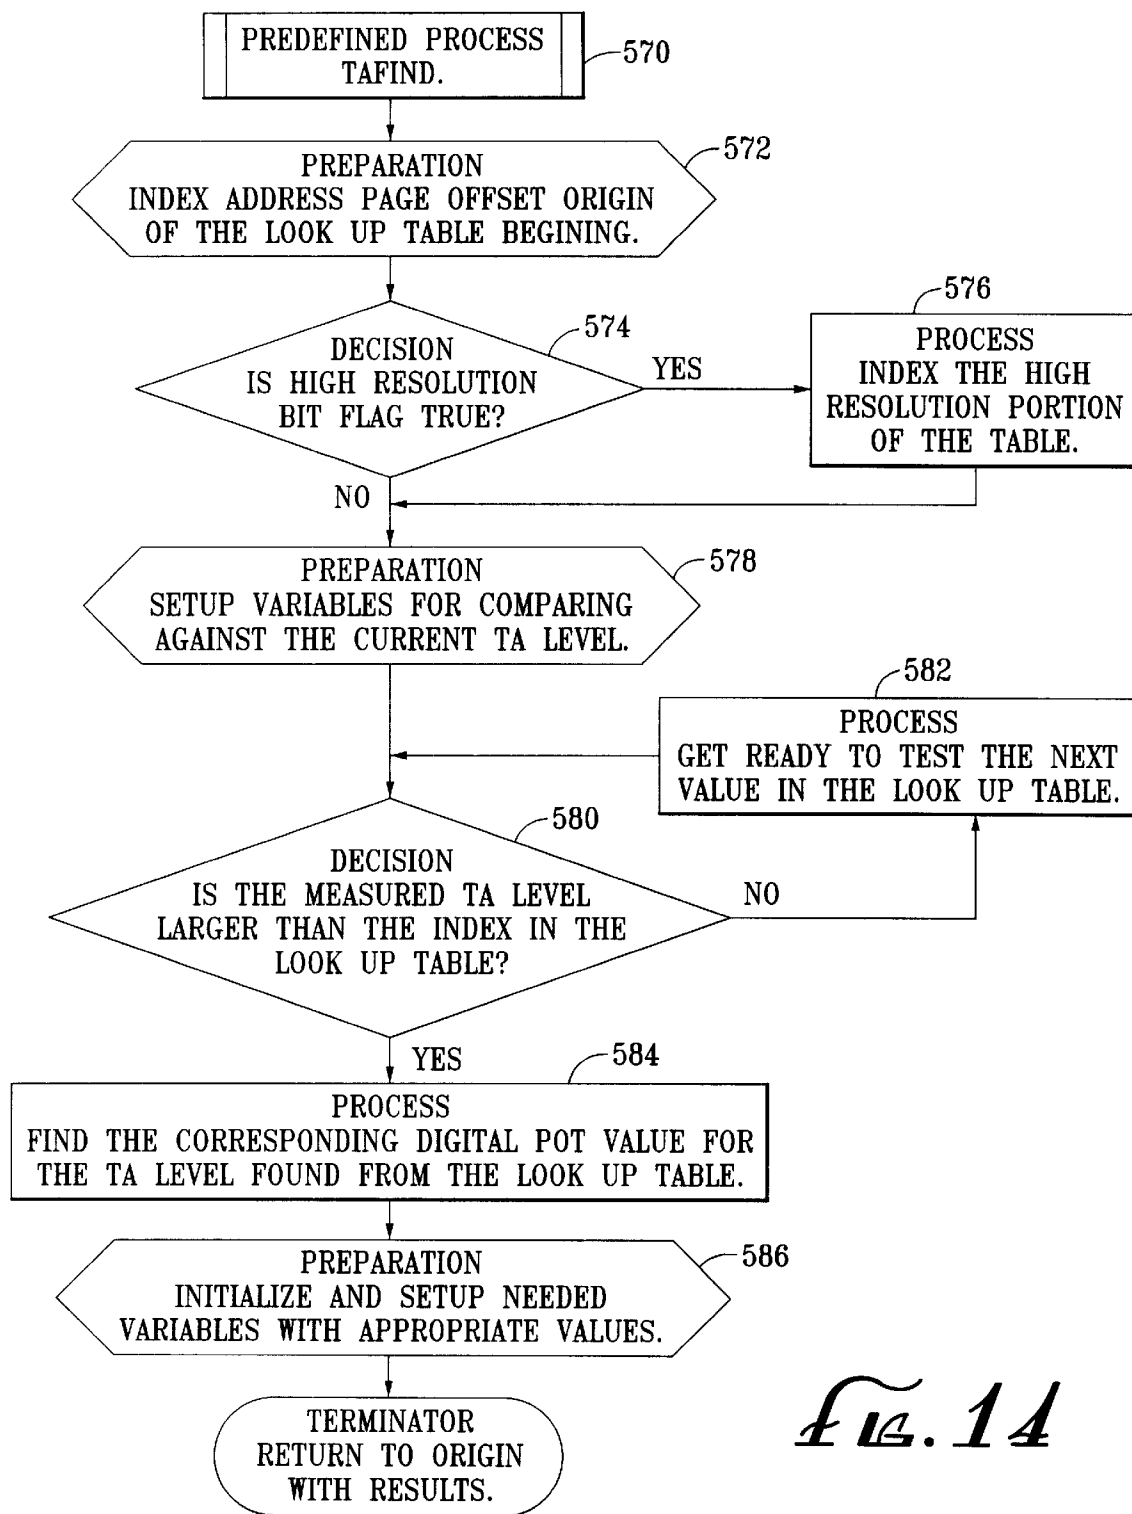 PREDEFINED PROCESS
TAFIND.
570
PREPARATION
INDEX ADDRESS PAGE OFFSET ORIGIN
OF THE LOOK UP TABLE BEGINING.
572
DECISION
IS HIGH RESOLUTION
BIT FLAG TRUE?
574
YES
576
PROCESS
INDEX THE HIGH
RESOLUTION PORTION
OF THE TABLE.
NO
PREPARATION
SETUP VARIABLES FOR COMPARING
AGAINST THE CURRENT TA LEVEL.
578
582
PROCESS
GET READY TO TEST THE NEXT
VALUE IN THE LOOK UP TABLE.
580
DECISION
IS THE MEASURED TA LEVEL
LARGER THAN THE INDEX IN THE
LOOK UP TABLE?
NO
YES
584
PROCESS
FIND THE CORRESPONDING DIGITAL POT VALUE FOR
THE TA LEVEL FOUND FROM THE LOOK UP TABLE.
PREPARATION
INITIALIZE AND SETUP NEEDED
VARIABLES WITH APPROPRIATE VALUES.
586
TERMINATOR
RETURN TO ORIGIN
WITH RESULTS.
FIG. 14